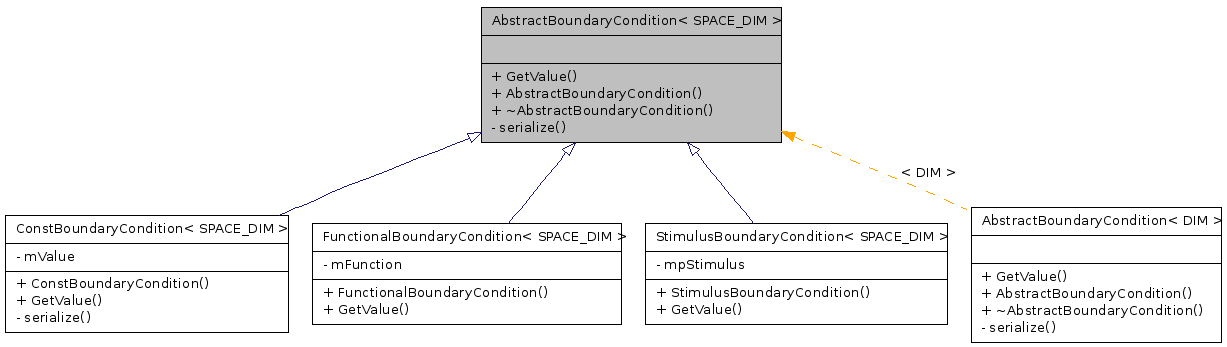 AbstractBoundaryCondition< SPACE_DIM >
+ GetValue()
+ AbstractBoundaryCondition()
+ ~AbstractBoundaryCondition()
- serialize()
< DIM >
ConstBoundaryCondition< SPACE_DIM >
- mValue
+ ConstBoundaryCondition()
+ GetValue()
- serialize()
FunctionalBoundaryCondition< SPACE_DIM >
- mFunction
+ FunctionalBoundaryCondition()
+ GetValue()
StimulusBoundaryCondition< SPACE_DIM >
- mpStimulus
+ StimulusBoundaryCondition()
+ GetValue()
AbstractBoundaryCondition< DIM >
+ GetValue()
+ AbstractBoundaryCondition()
+ ~AbstractBoundaryCondition()
- serialize()